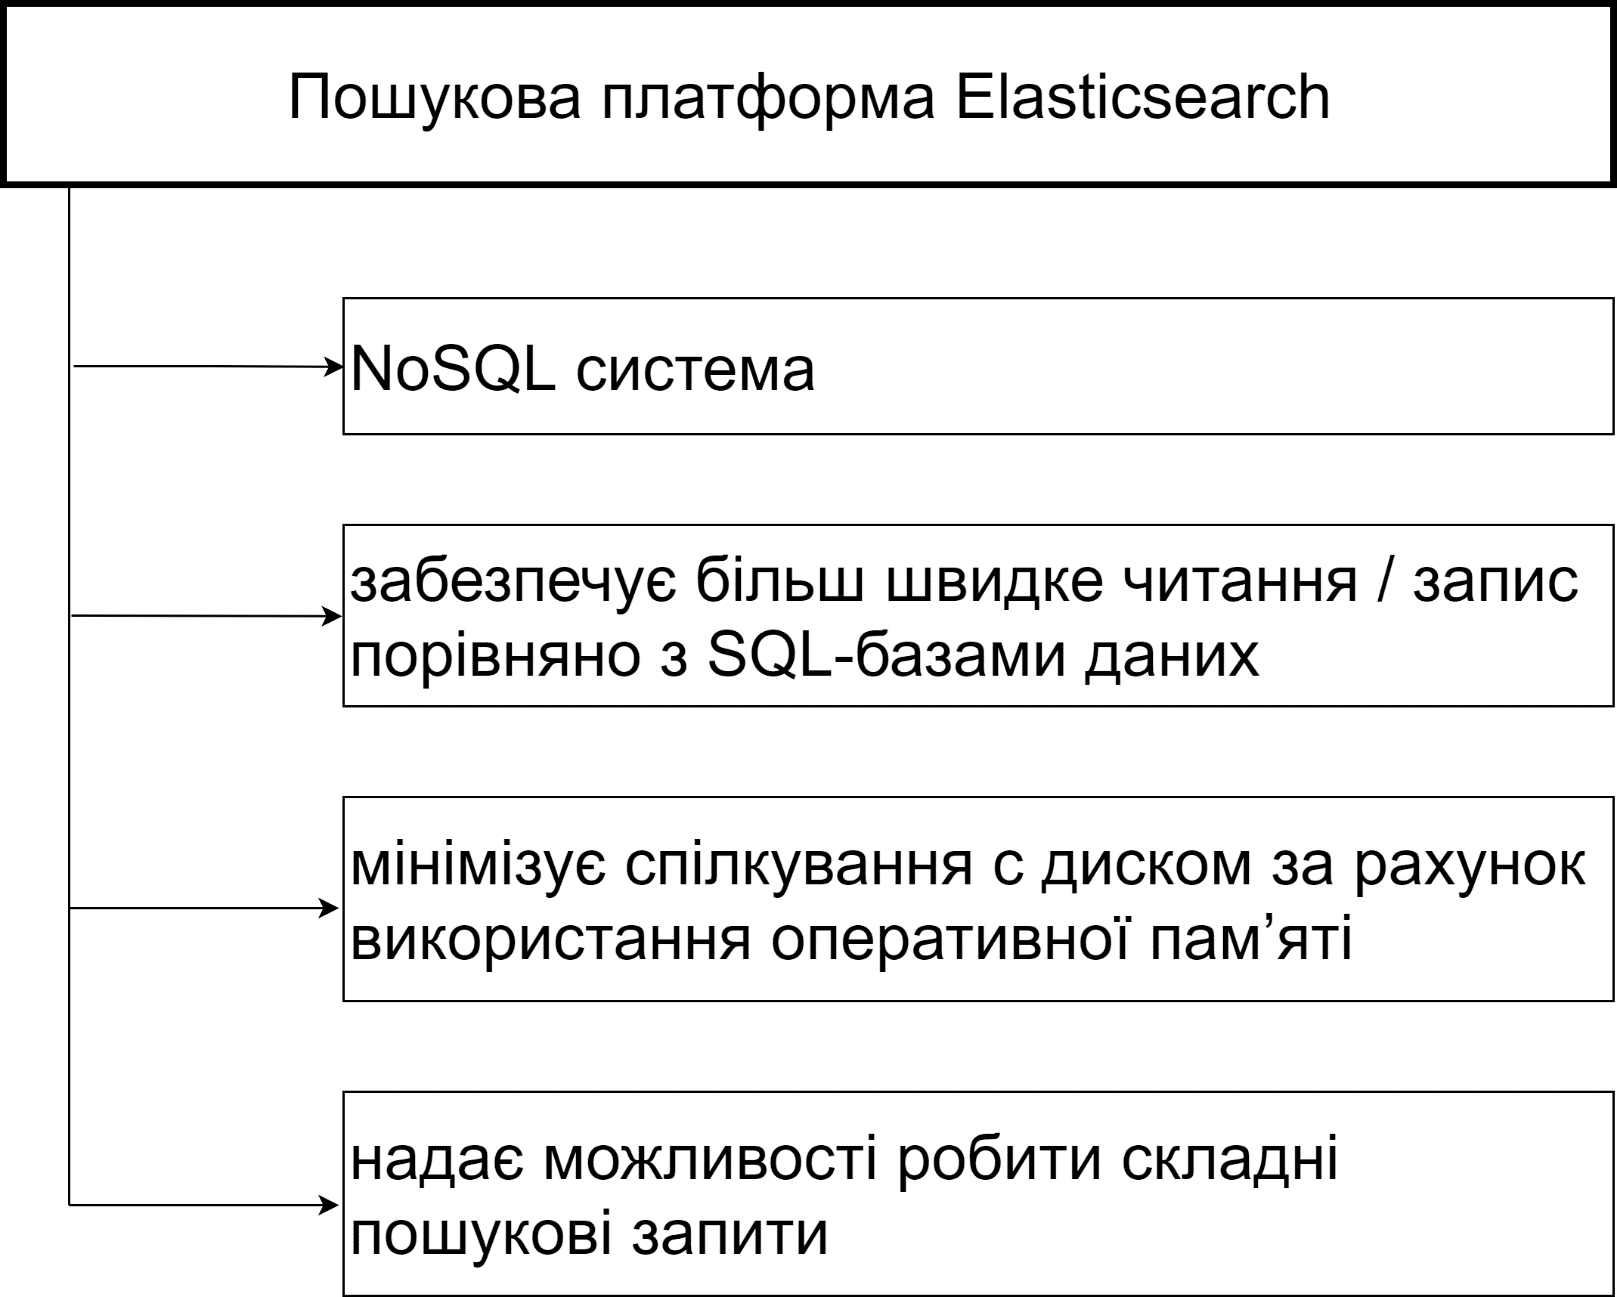 Пошукова платформа Elasticsearch
NoSQL система
забезпечує більш швидке читання / запис
порівняно з SQL-базами даних
мінімізує спілкування с диском за рахунок
використання оперативної пам’яті
надає можливості робити складні
пошукові запити